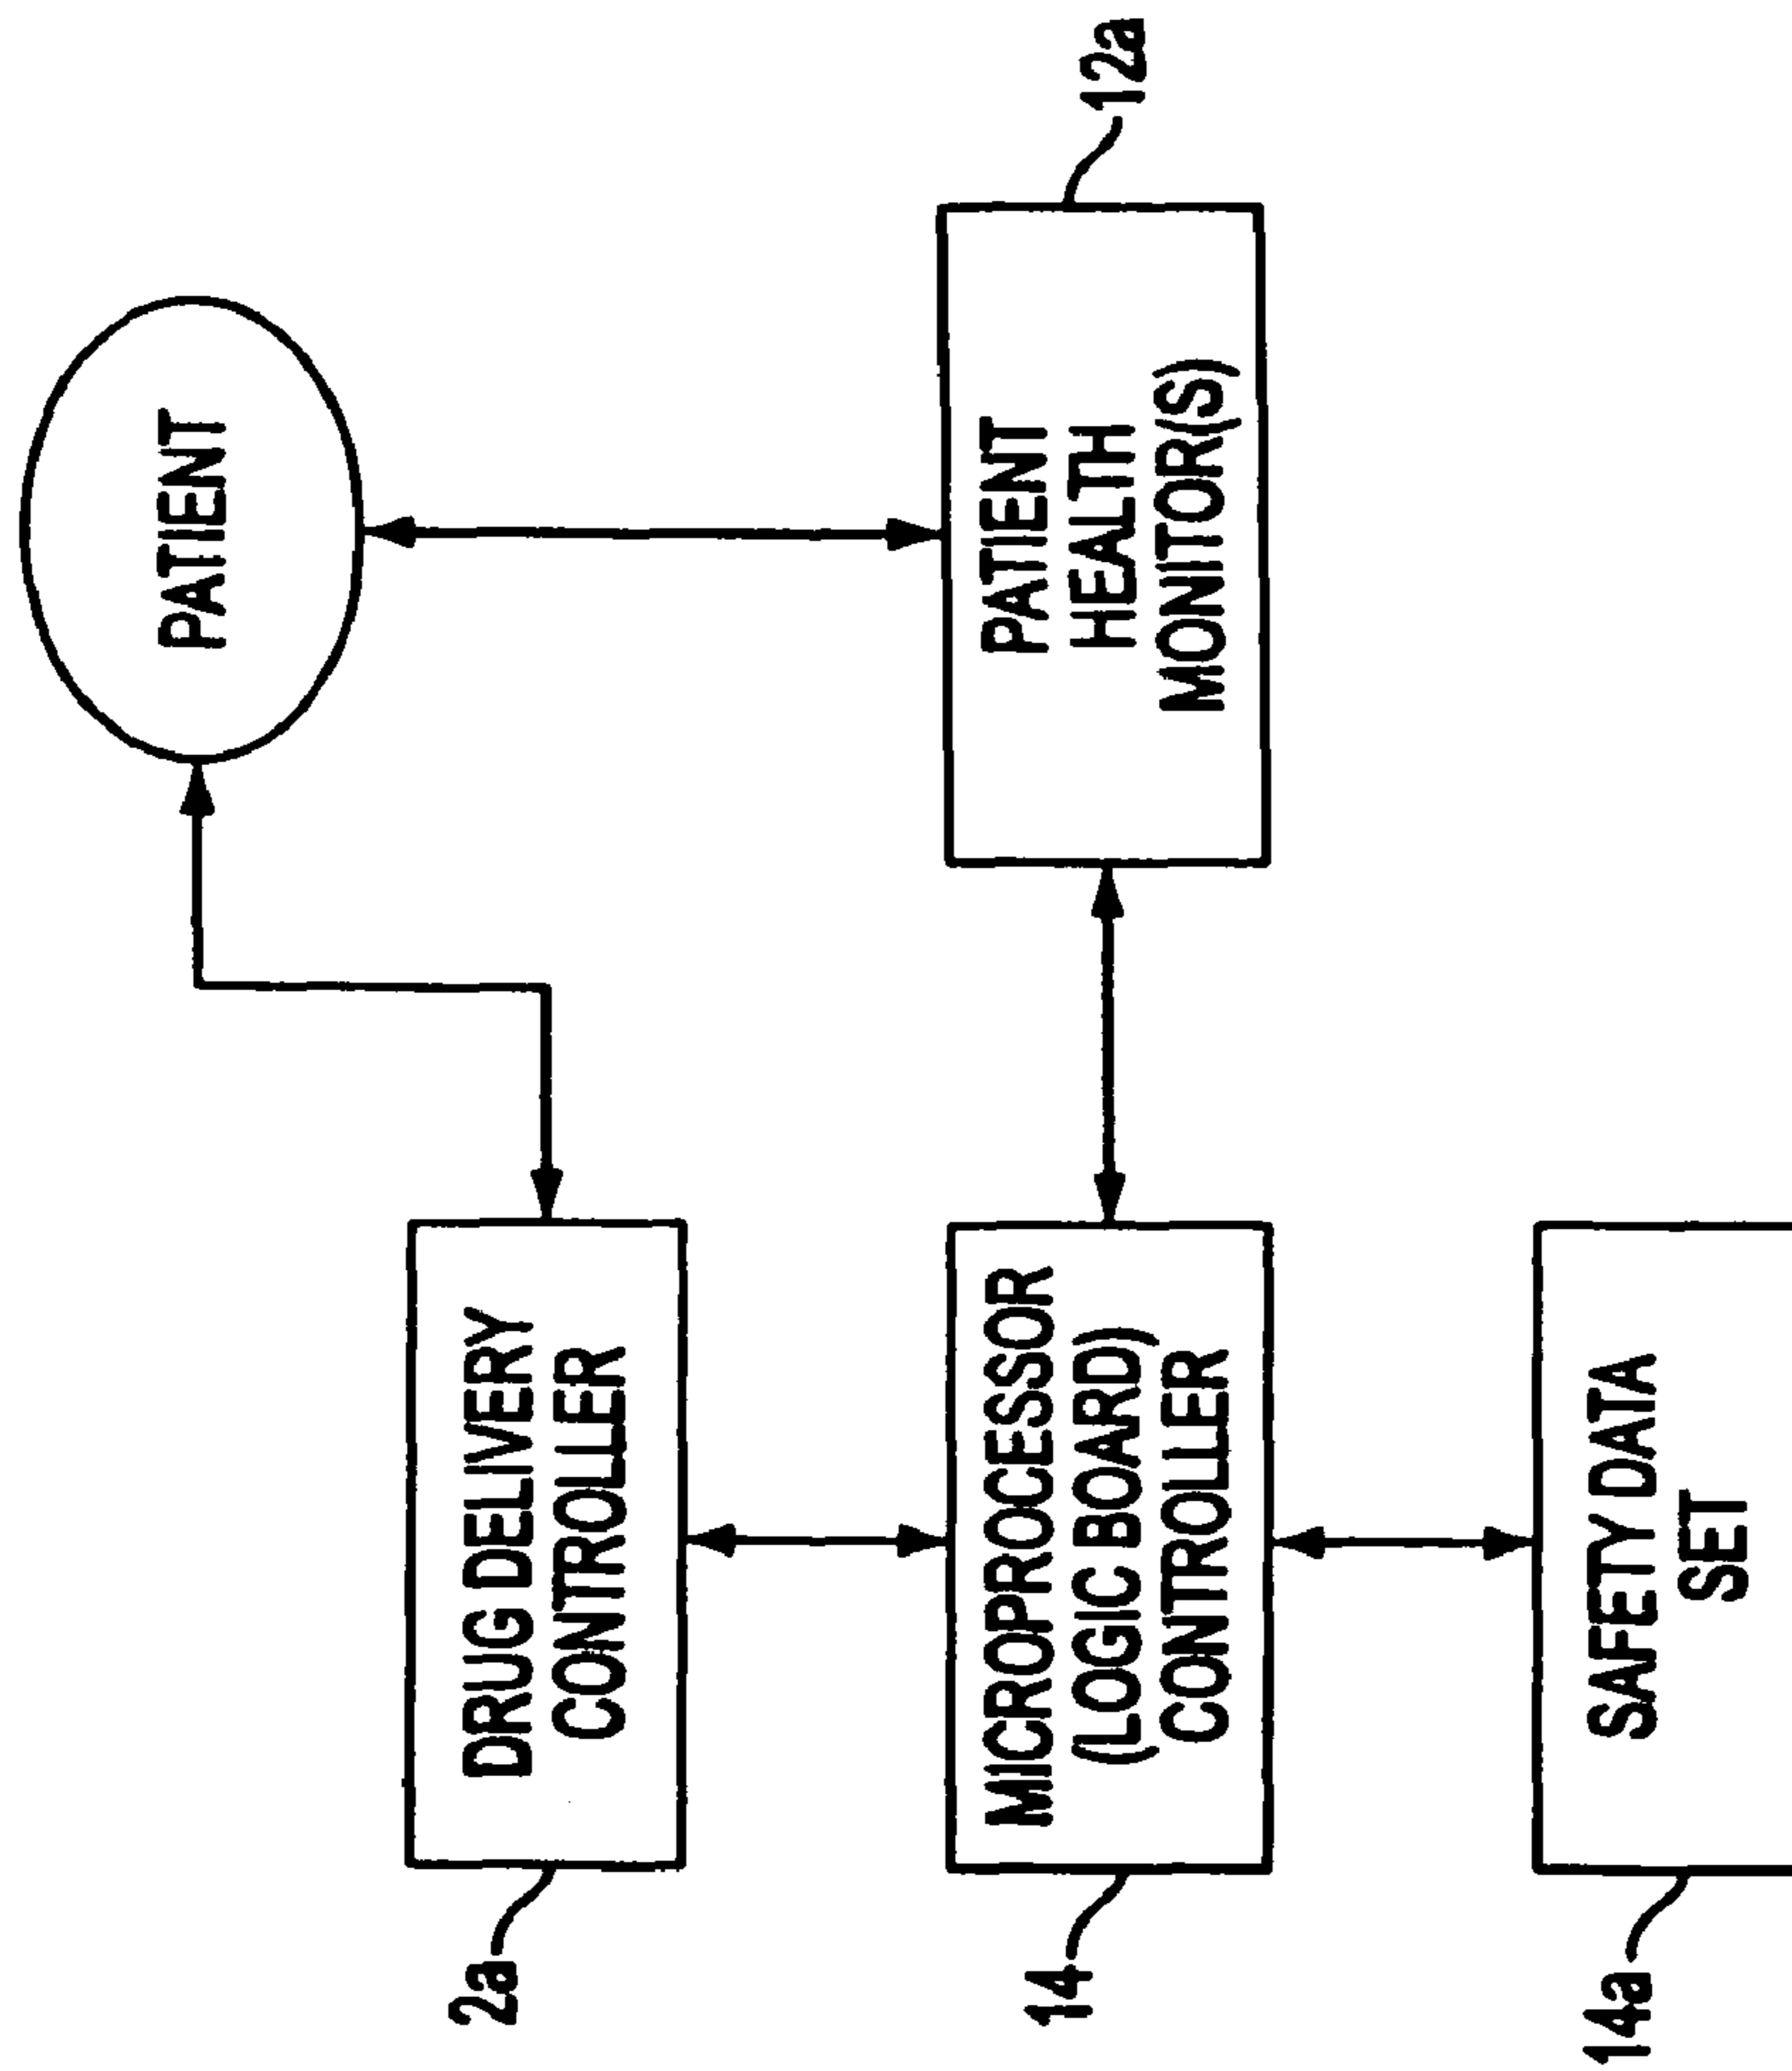 PATIENT
2a
DRUG DELIVERY
CONTROLLER
14
MICROPROCESSOR
(LOGIC BOARD)
CONTROLLER
PATIENT
HEALTH
MONITOR(S)
12a
14a
SAFETY DATA
SET